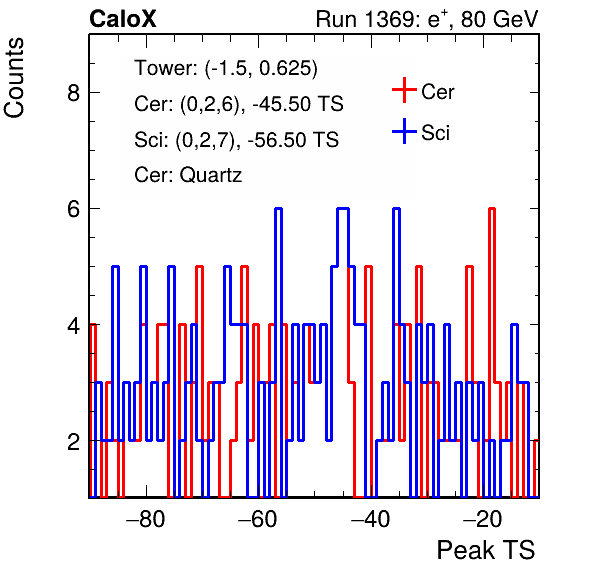 CaloX Run 1369: e⁺, 80 GeV
Counts
Tower: (-1.5, 0.625)
Cer: (0,2,6), -45.50 TS
Sci: (0,2,7), -56.50 TS
Cer: Quartz
Cer
Sci
8
6
4
2
−80 −60 −40 −20
Peak TS